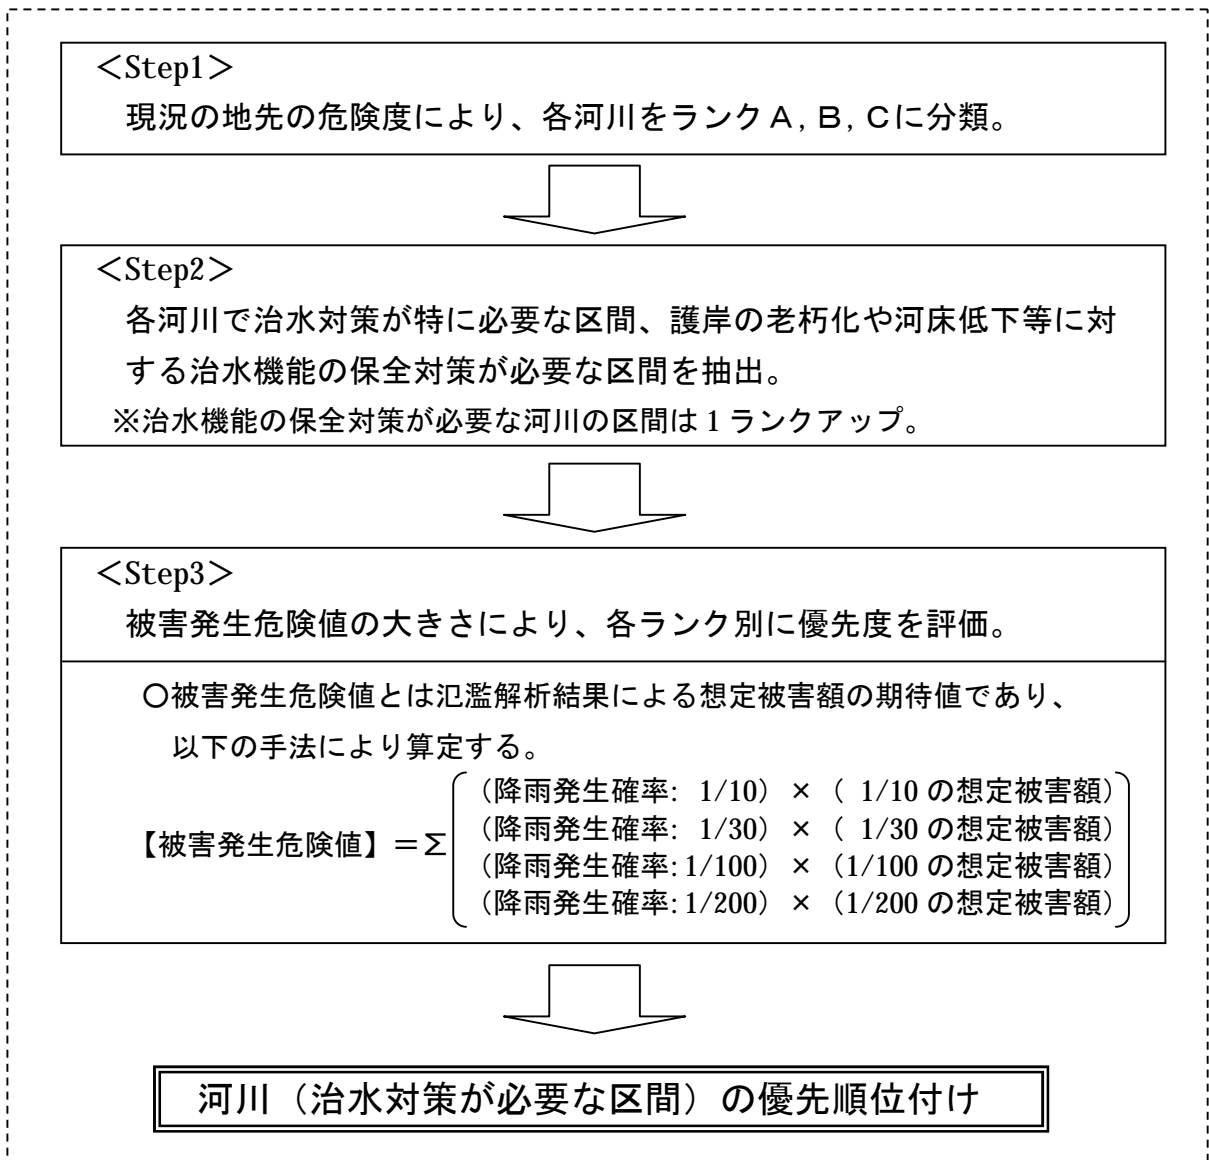 ＜Step1＞
現況の地先の危険度により、各河川をランクＡ, Ｂ, Ｃに分類。
＜Step2＞
各河川で治水対策が特に必要な区間、護岸の老朽化や河床低下等に対
する治水機能の保全対策が必要な区間を抽出。
※治水機能の保全対策が必要な河川の区間は 1 ランクアップ。
＜Step3＞
被害発生危険値の大きさにより、各ランク別に優先度を評価。
○被害発生危険値とは氾濫解析結果による想定被害額の期待値であり、
以下の手法により算定する。
（降雨発生確率: 1/10）×（ 1/10 の想定被害額）
（降雨発生確率: 1/30）×（ 1/30 の想定被害額）
【被害発生危険値】＝Σ
（降雨発生確率: 1/100）×（1/100 の想定被害額）
（降雨発生確率: 1/200）×（1/200 の想定被害額）
河川（治水対策が必要な区間）の優先順位付け